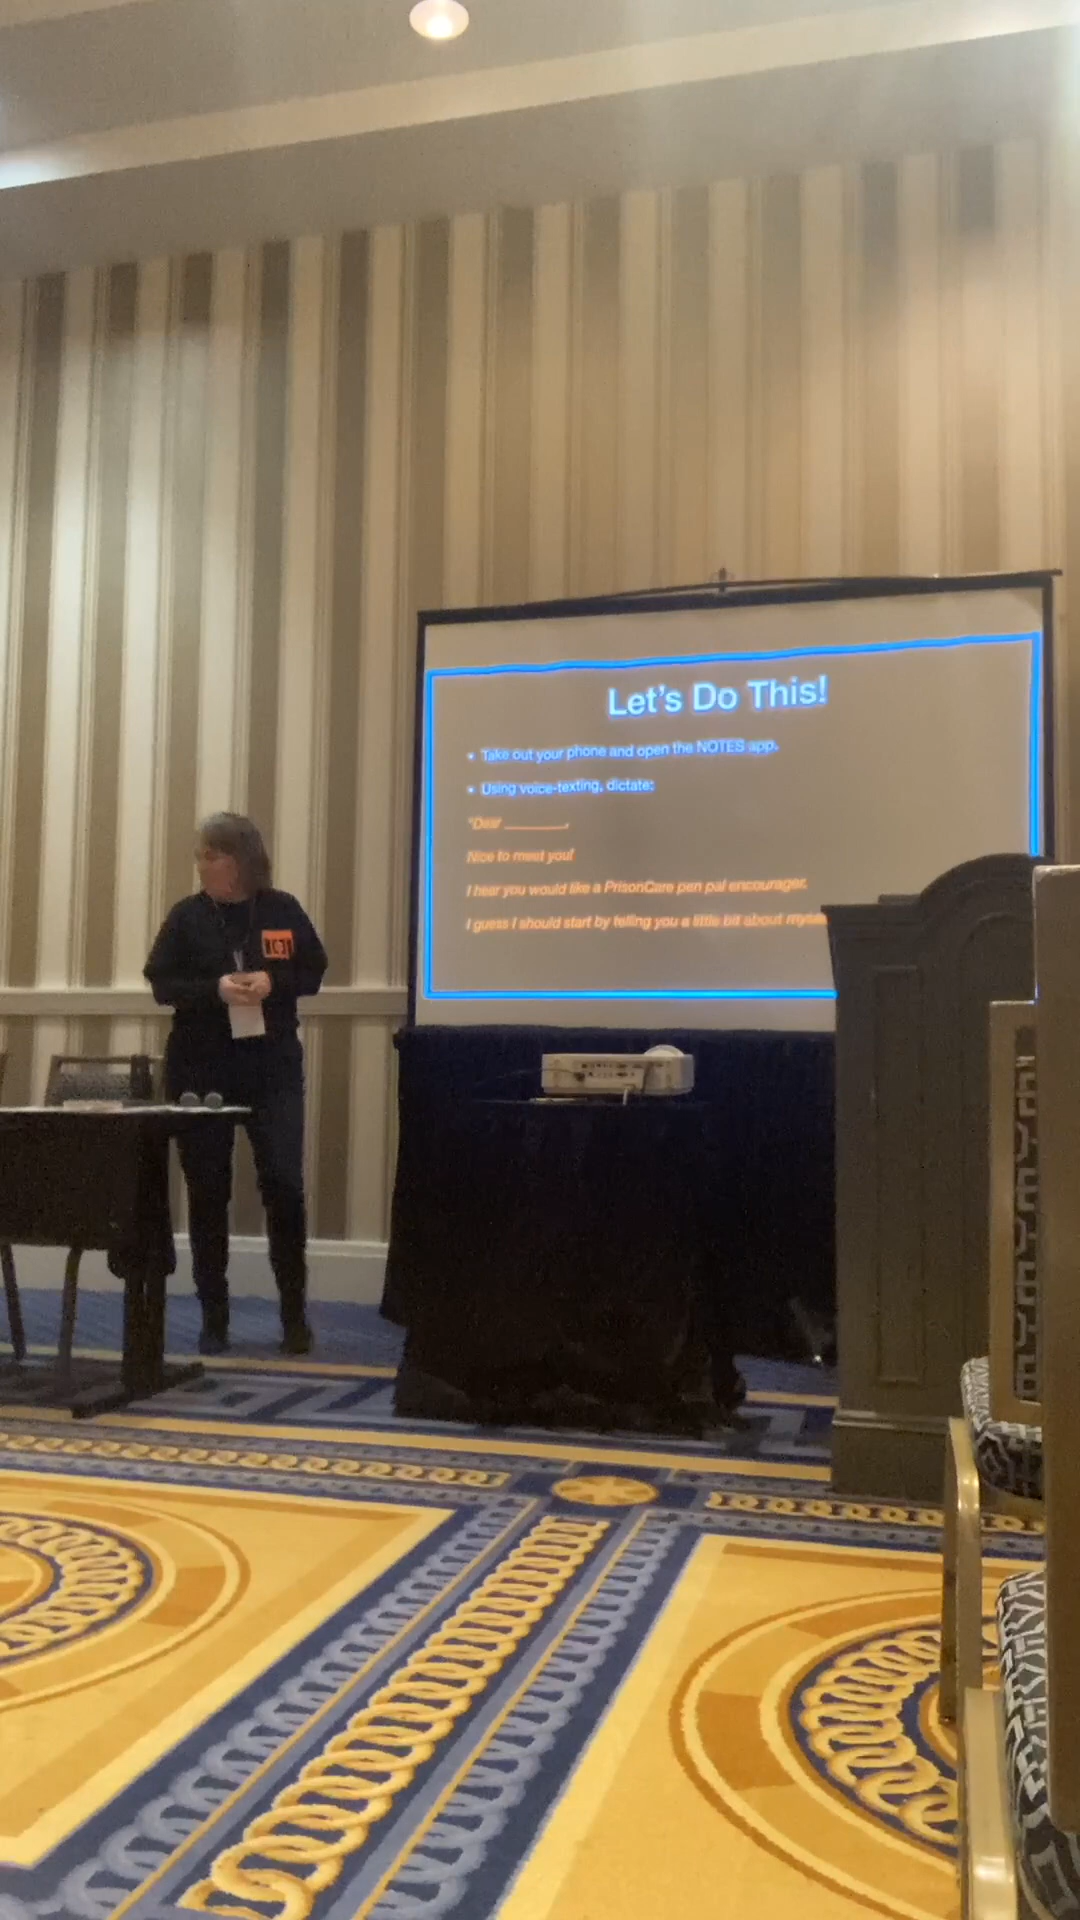 Let's Do This!
• Take out your phone and open the NOTES app.
• Using voice-texting, dictate:
"Dear ________,
Nice to meet you!
I hear you would like a PrisonCare pen pal encourager.
I guess I should start by telling you a little bit about